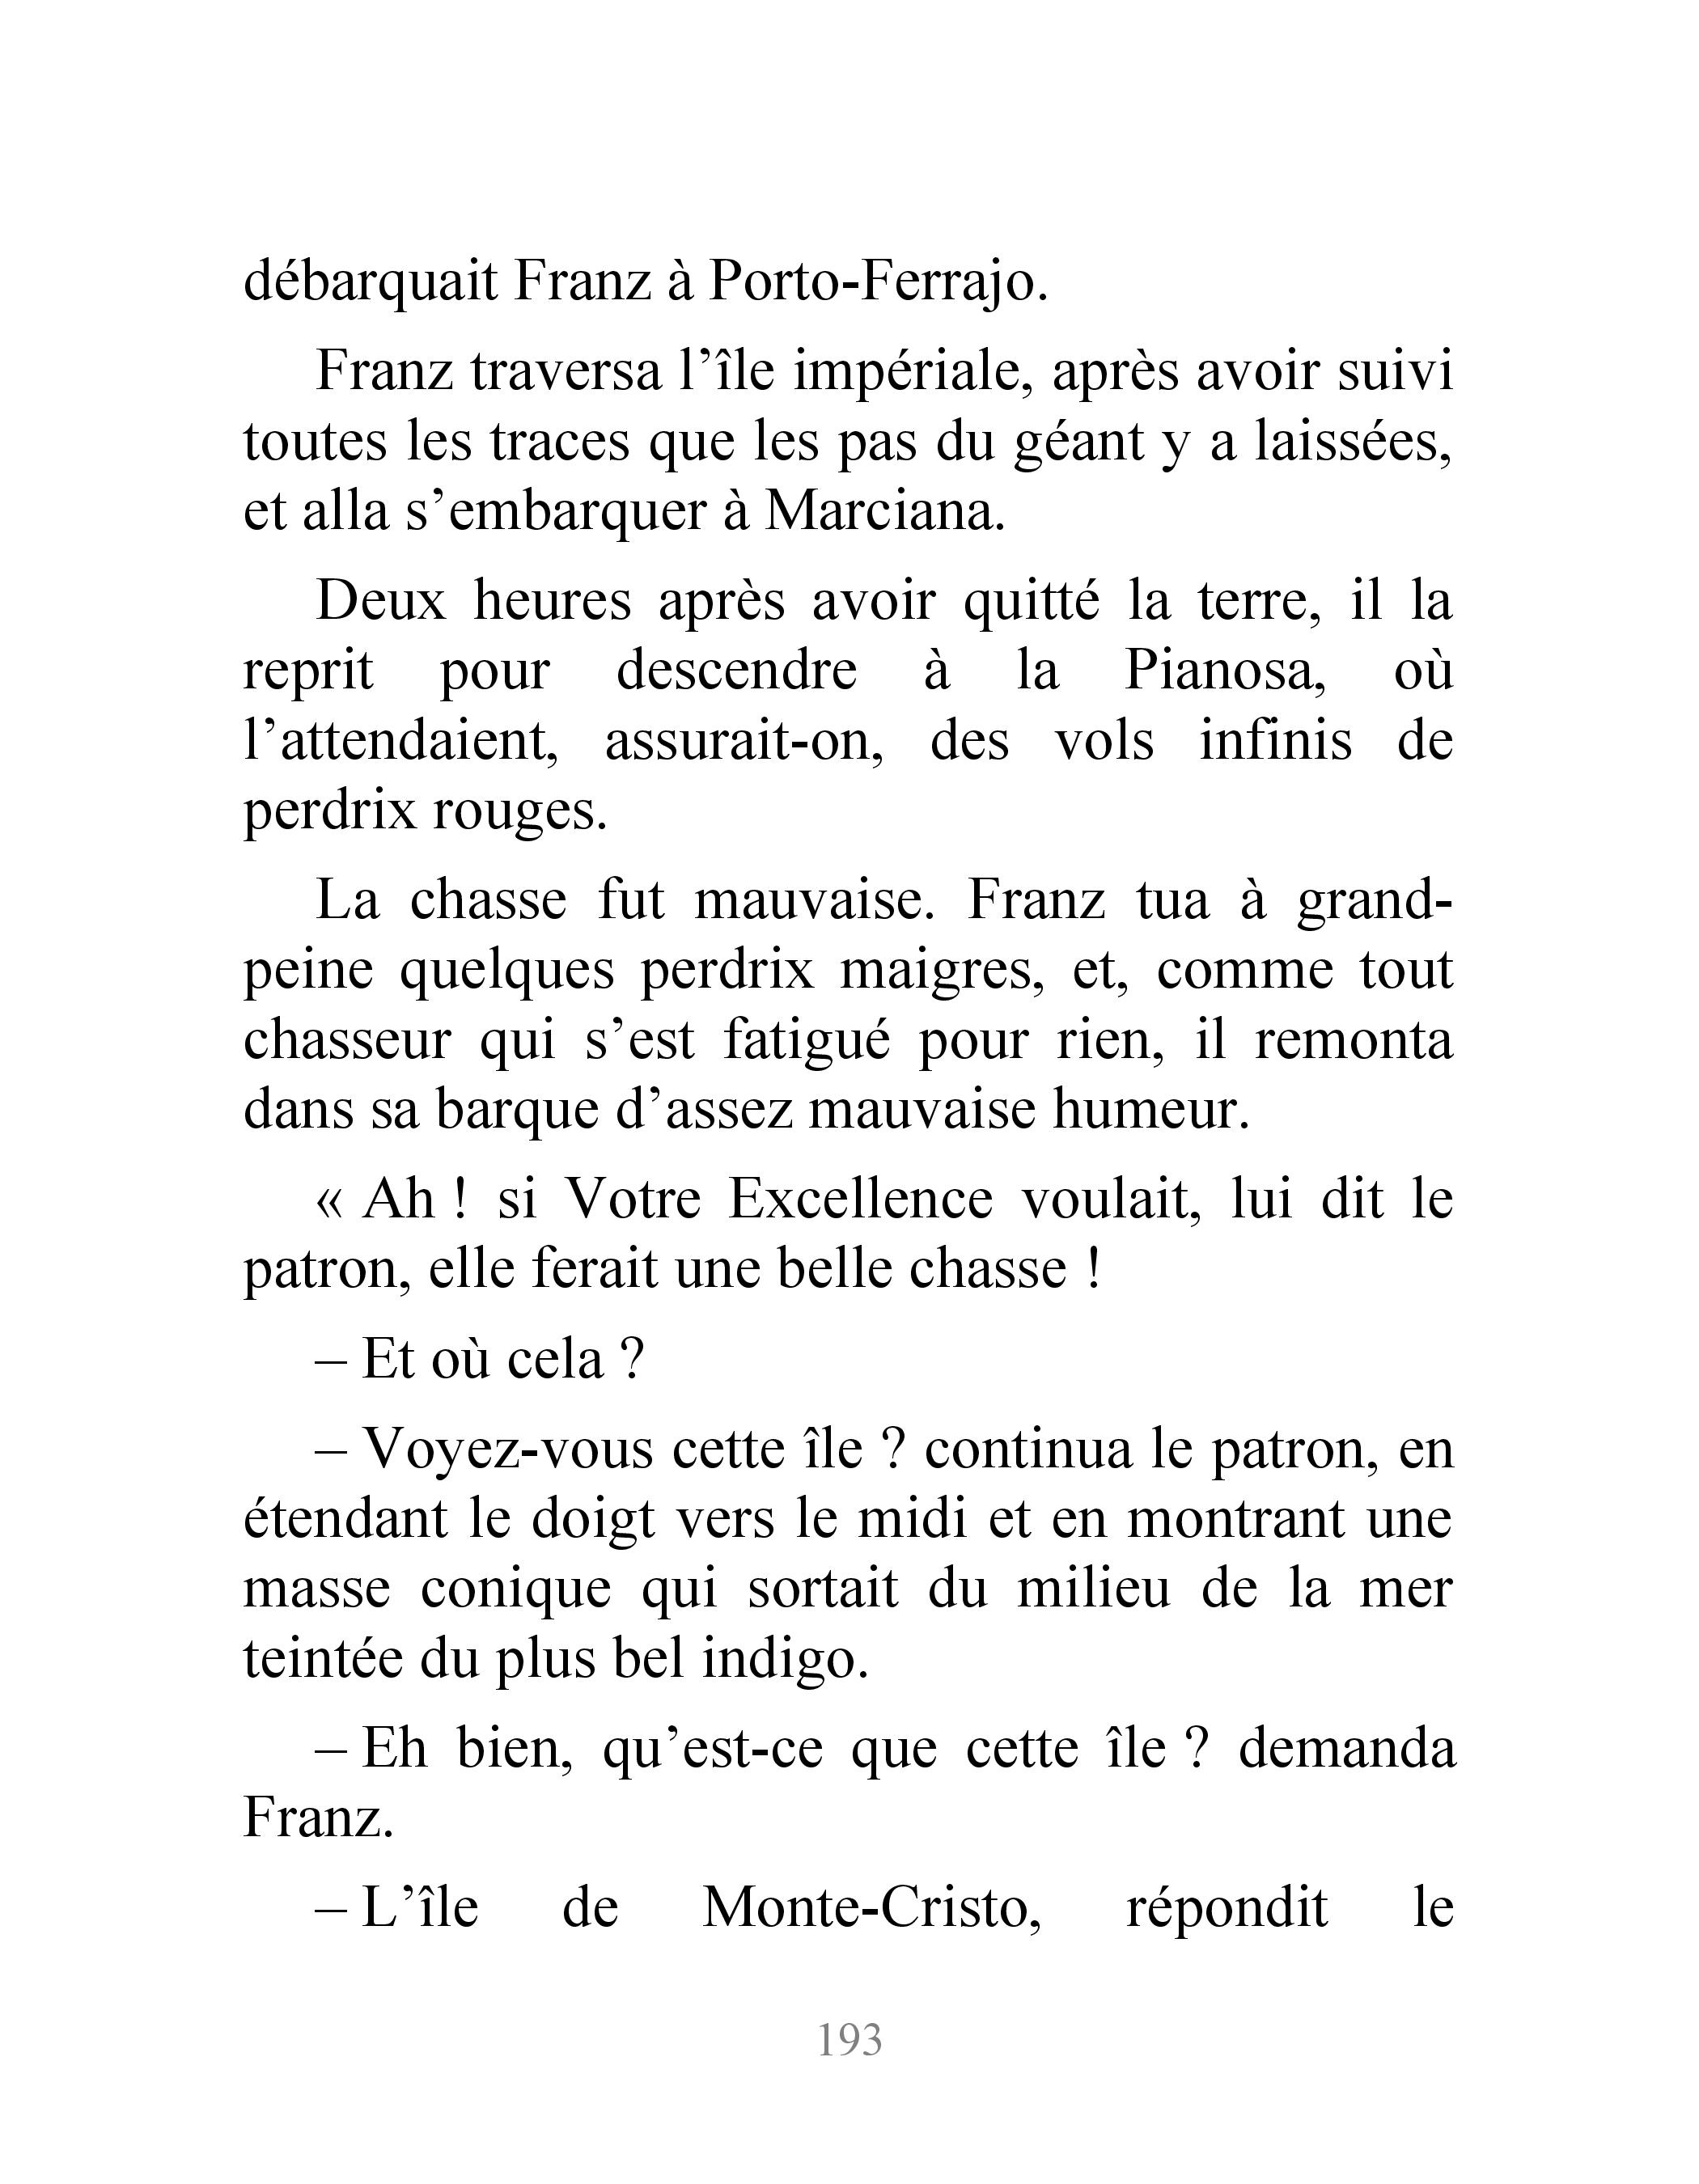 débarquait Franz à Porto-Ferrajo.
Franz traversa l’île impériale, après avoir suivi
toutes les traces que les pas du géant y a laissées,
et alla s’embarquer à Marciana.
Deux heures après avoir quitté la terre, il la
reprit pour descendre à la Pianosa, où
l’attendaient, assurait-on, des vols infinis de
perdrix rouges.
La chasse fut mauvaise. Franz tua à grand-
peine quelques perdrix maigres, et, comme tout
chasseur qui s’est fatigué pour rien, il remonta
dans sa barque d’assez mauvaise humeur.
« Ah ! si Votre Excellence voulait, lui dit le
patron, elle ferait une belle chasse !
– Et où cela ?
– Voyez-vous cette île ? continua le patron, en
étendant le doigt vers le midi et en montrant une
masse conique qui sortait du milieu de la mer
teintée du plus bel indigo.
– Eh bien, qu’est-ce que cette île ? demanda
Franz.
– L’île de Monte-Cristo, répondit le
193